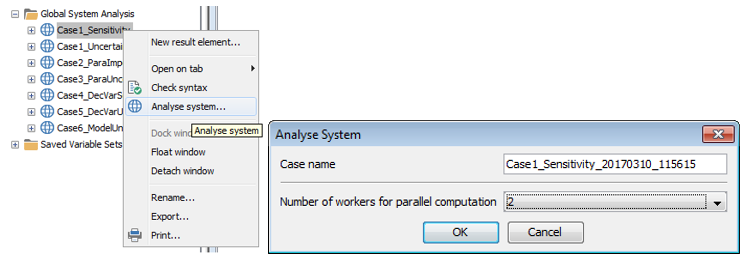 Global System Analysis
Case1_Sensitivity
Case1_Uncertai
Case2_ParaImp
Case3_ParaUnc
Case4_DecVarS
Case5_DecVarU
Case6_ModelUn
Saved Variable Sets
New result element...
Open on tab
Check syntax
Analyse system...
Dock win
Analyse system
Float window
Detach window
Rename...
Export...
Print...
Analyse System
Case name
Case1_Sensitivity_20170310_115615
Number of workers for parallel computation
2
OK
Cancel